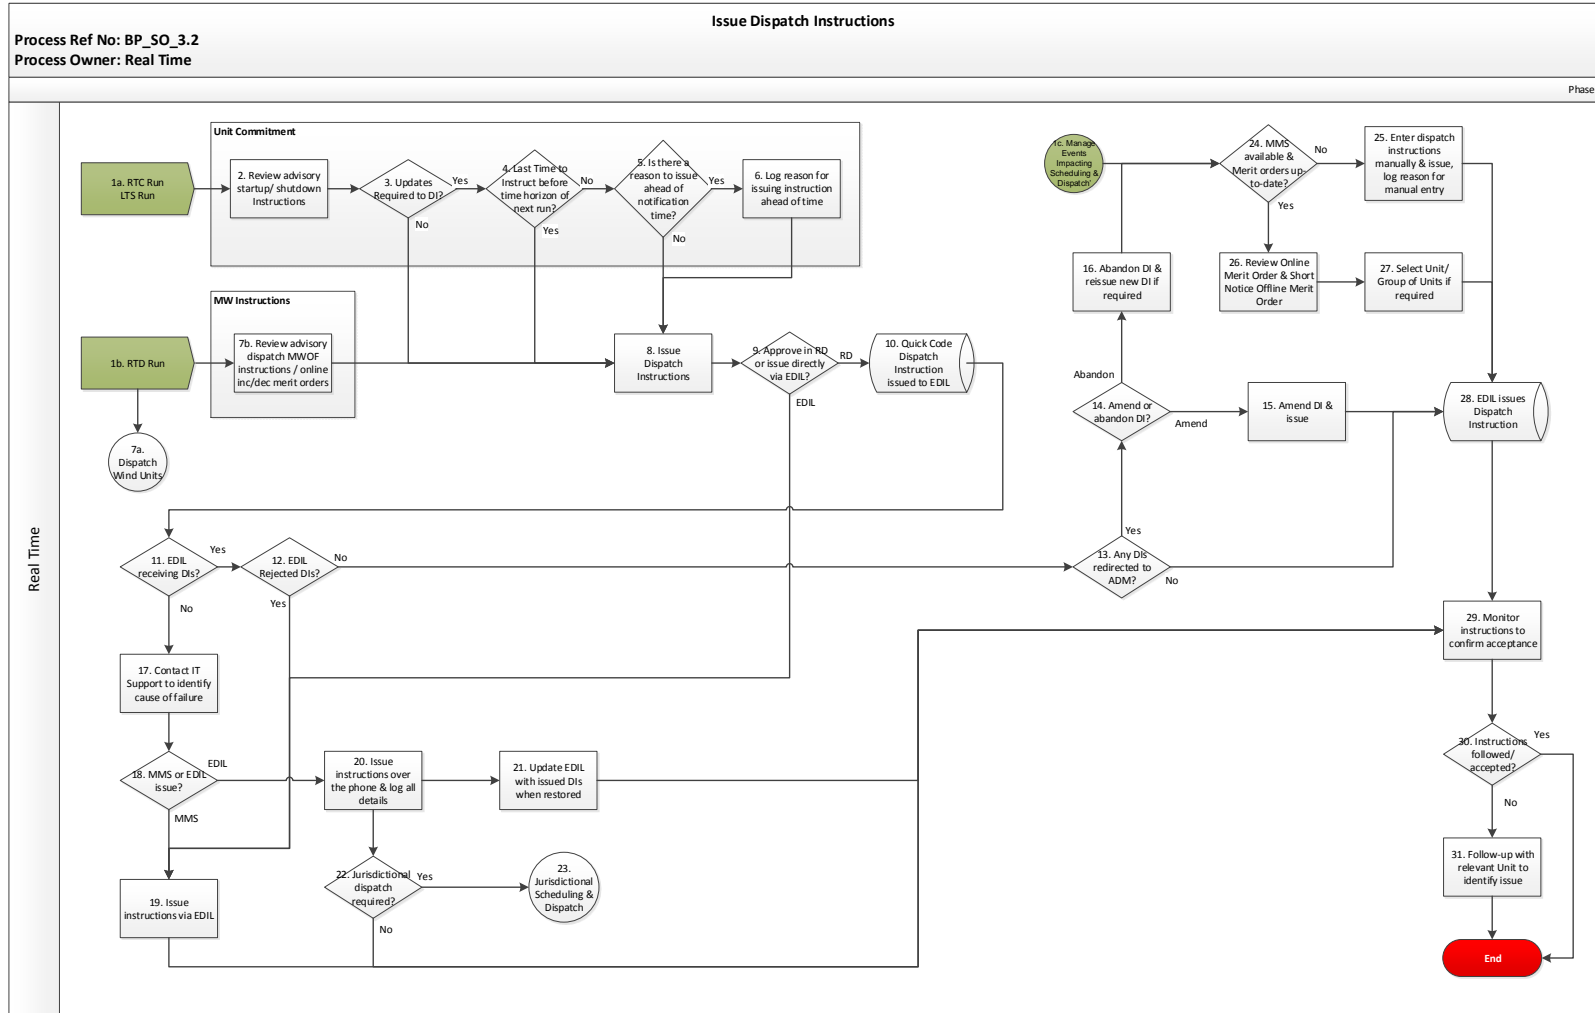 Issue Dispatch Instructions
Process Ref No: BP_SO_3.2
Process Owner: Real Time
Phase
Real Time
Unit Commitment
1a. RTC Run
LTS Run
2. Review advisory
startup/ shutdown
Instructions
3. Updates
Required to DI?
Yes
No
4. Last Time to
Instruct before
time horizon of
next run?
No
Yes
5. Is there a
reason to issue
ahead of
notification
time?
Yes
No
6. Log reason for
issuing instruction
ahead of time
MW Instructions
1b. RTD Run
7b. Review advisory
dispatch MWOF
instructions / online
inc/dec merit orders
7a.
Dispatch
Wind Units
8. Issue
Dispatch
Instructions
9. Approve in RD
or issue directly
via EDIL?
RD
EDIL
10. Quick Code
Dispatch
Instruction
issued to EDIL
1c. Manage
Events
Impacting
Scheduling &
Dispatch'
24. MMS
available &
Merit orders up-
to-date?
No
Yes
25. Enter dispatch
instructions
manually & issue,
log reason for
manual entry
16. Abandon DI &
reissue new DI if
required
26. Review Online
Merit Order & Short
Notice Offline Merit
Order
27. Select Unit/
Group of Units if
required
Abandon
14. Amend or
abandon DI?
Amend
15. Amend DI &
issue
28. EDIL issues
Dispatch
Instruction
11. EDIL
receiving DIs?
Yes
No
12. EDIL
Rejected DIs?
No
Yes
Yes
13. Any DIs
redirected to
ADM?
No
17. Contact IT
Support to identify
cause of failure
18. MMS or EDIL
issue?
EDIL
MMS
19. Issue
instructions via EDIL
20. Issue
instructions over
the phone & log all
details
21. Update EDIL
with issued DIs
when restored
22. Jurisdictional
dispatch
required?
Yes
No
23.
Jurisdictional
Scheduling &
Dispatch
29. Monitor
instructions to
confirm acceptance
30. Instructions
followed/
accepted?
Yes
No
31. Follow-up with
relevant Unit to
identify issue
End